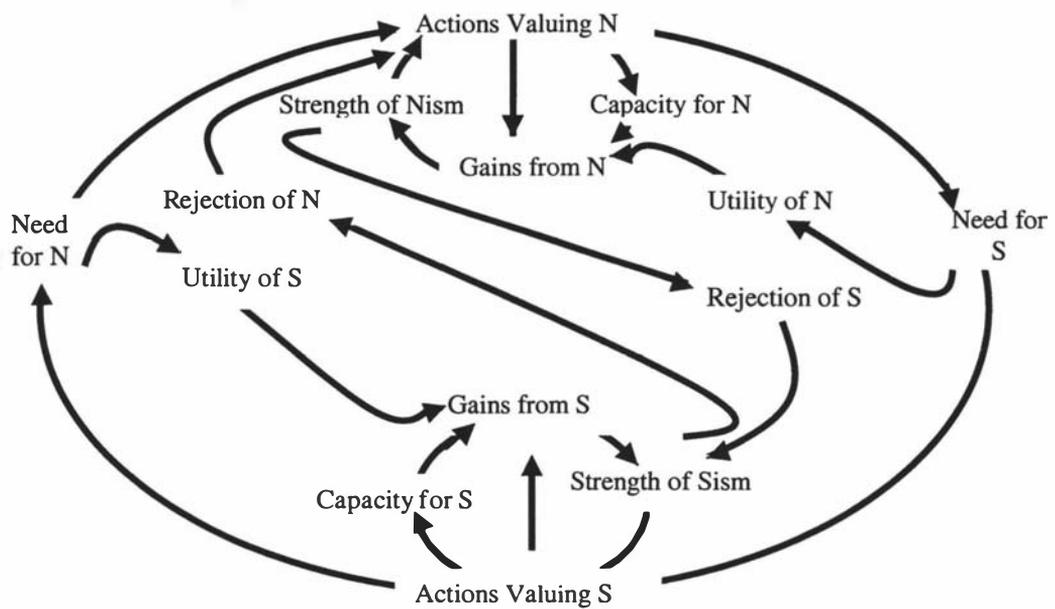 Actions Valuing N
Strength of Nism
Capacity for N
Gains from N
Rejection of N
Utility of N
Need
for N
Need for
S
Utility of S
Rejection of S
Gains from S
Strength of Sism
Capacity for S
Actions Valuing S